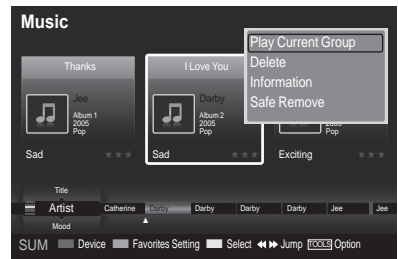 Music
Play Current Group
Delete
Information
Safe Remove
Thanks
I Love You
Jee
Album 1
2005
Pop
Darby
Album 2
2005
Pop
2005
Pop
Sad ★★★
Sad ★★★
Exciting ★★★
Title
Artist Catherine Darby Darby Darby Darby Jee Jee
Mood
SUM Device Favorites Setting Select Jump TOOLS Option